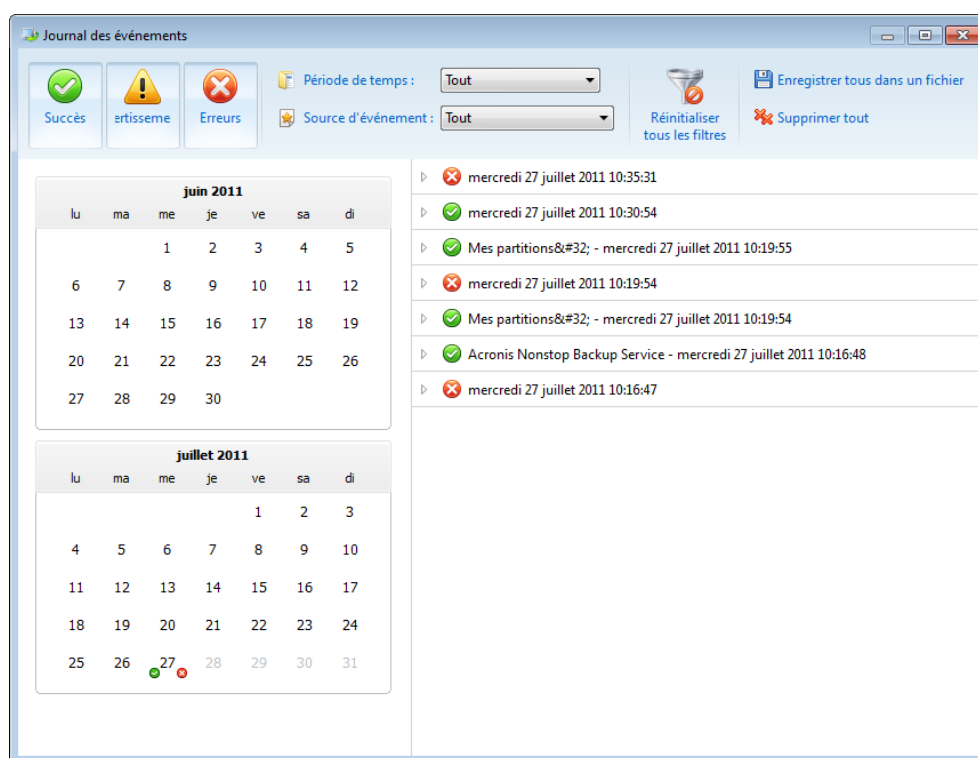 Journal des événements
Succès
ertisseme
Erreurs
Période de temps :
Tout
Source d'événement :
Tout
Réinitialiser
tous les filtres
Enregistrer tous dans un fichier
Supprimer tout
juin 2011
lu ma me je ve sa di
1 2 3 4 5
6 7 8 9 10 11 12
13 14 15 16 17 18 19
20 21 22 23 24 25 26
27 28 29 30
juillet 2011
lu ma me je ve sa di
1 2 3
4 5 6 7 8 9 10
11 12 13 14 15 16 17
18 19 20 21 22 23 24
25 26 27 28 29 30 31
mercredi 27 juillet 2011 10:35:31
mercredi 27 juillet 2011 10:30:54
Mes partitions&#32; - mercredi 27 juillet 2011 10:19:55
mercredi 27 juillet 2011 10:19:54
Mes partitions&#32; - mercredi 27 juillet 2011 10:19:54
Acronis Nonstop Backup Service - mercredi 27 juillet 2011 10:16:48
mercredi 27 juillet 2011 10:16:47